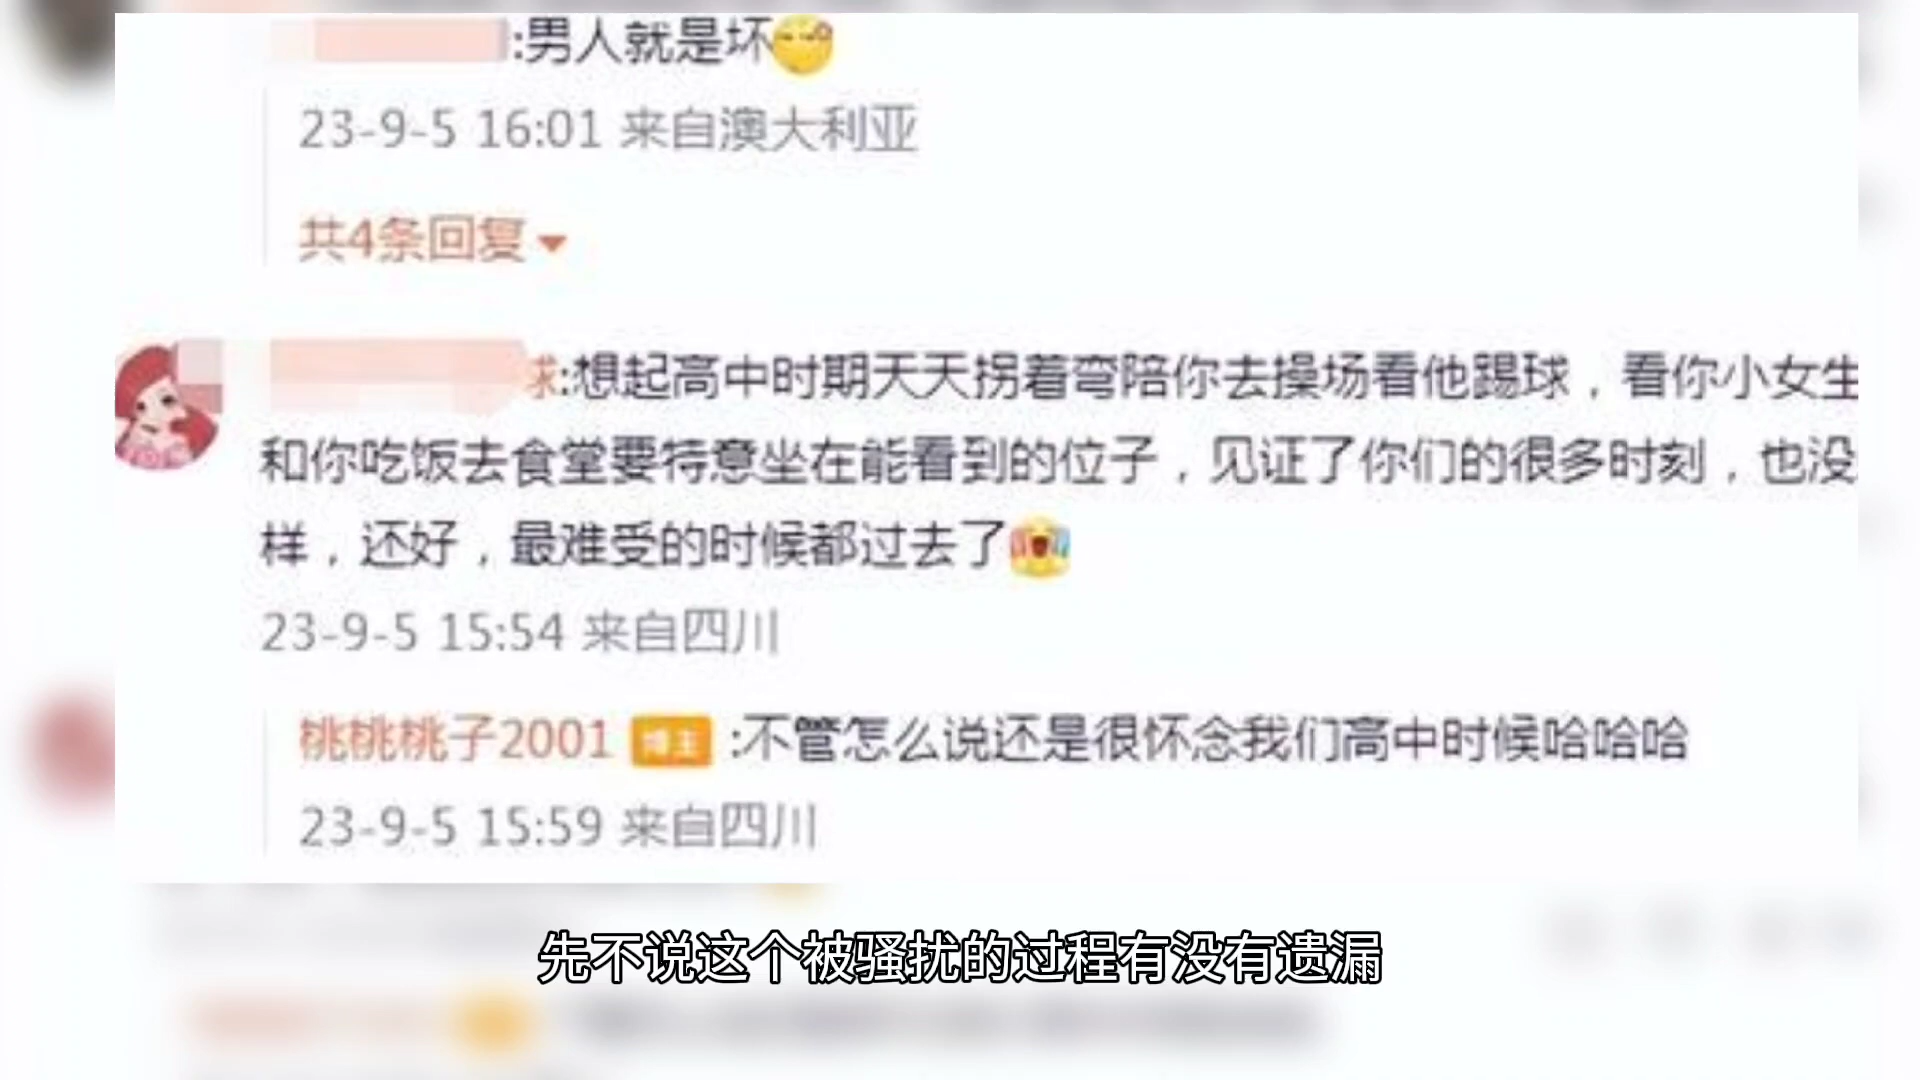 :男人就是坏
23-9-5 16:01 来自澳大利亚
共4条回复
球:想起高中时期天天拐着弯陪你去操场看他踢球，看你小女生
和你吃饭去食堂要特意坐在能看到的位子，见证了你们的很多时刻，也没
样，还好，最难受的时候都过去了
23-9-5 15:54 来自四川
桃桃桃子2001 博主 :不管怎么说还是很怀念我们高中时候哈哈哈
23-9-5 15:59 来自四川
先不说这个被骚扰的过程有没有遗漏